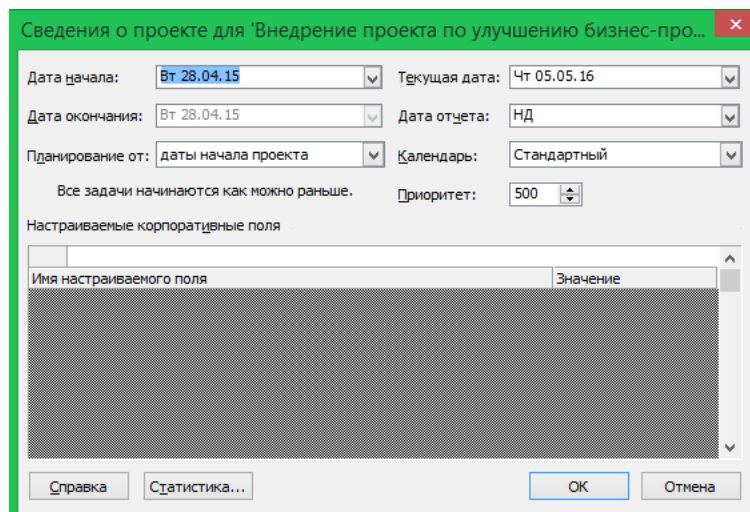 Сведения о проекте для 'Внедрение проекта по улучшению бизнес-про...
Дата начала: Вт 28.04.15 Текущая дата: Чт 05.05.16
Дата окончания: Вт 28.04.15 Дата отчета: НД
Планирование от: даты начала проекта Календарь: Стандартный
Все задачи начинаются как можно раньше. Приоритет: 500
Настраиваемые корпоративные поля
Имя настраиваемого поля Значение
Справка Статистика... ОК Отмена